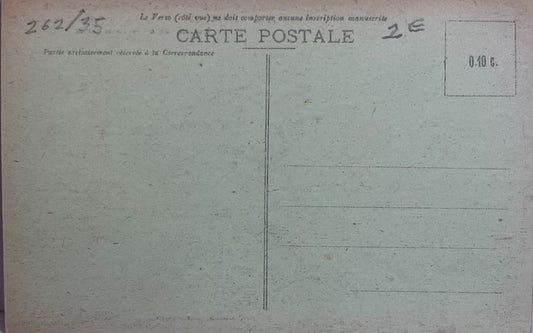 262/35
Le Verso (côté vue) ne doit comporter aucune inscription manuscrite
2E
CARTE POSTALE
Partie exclusivement réservée à la Correspondance
0.10 c.